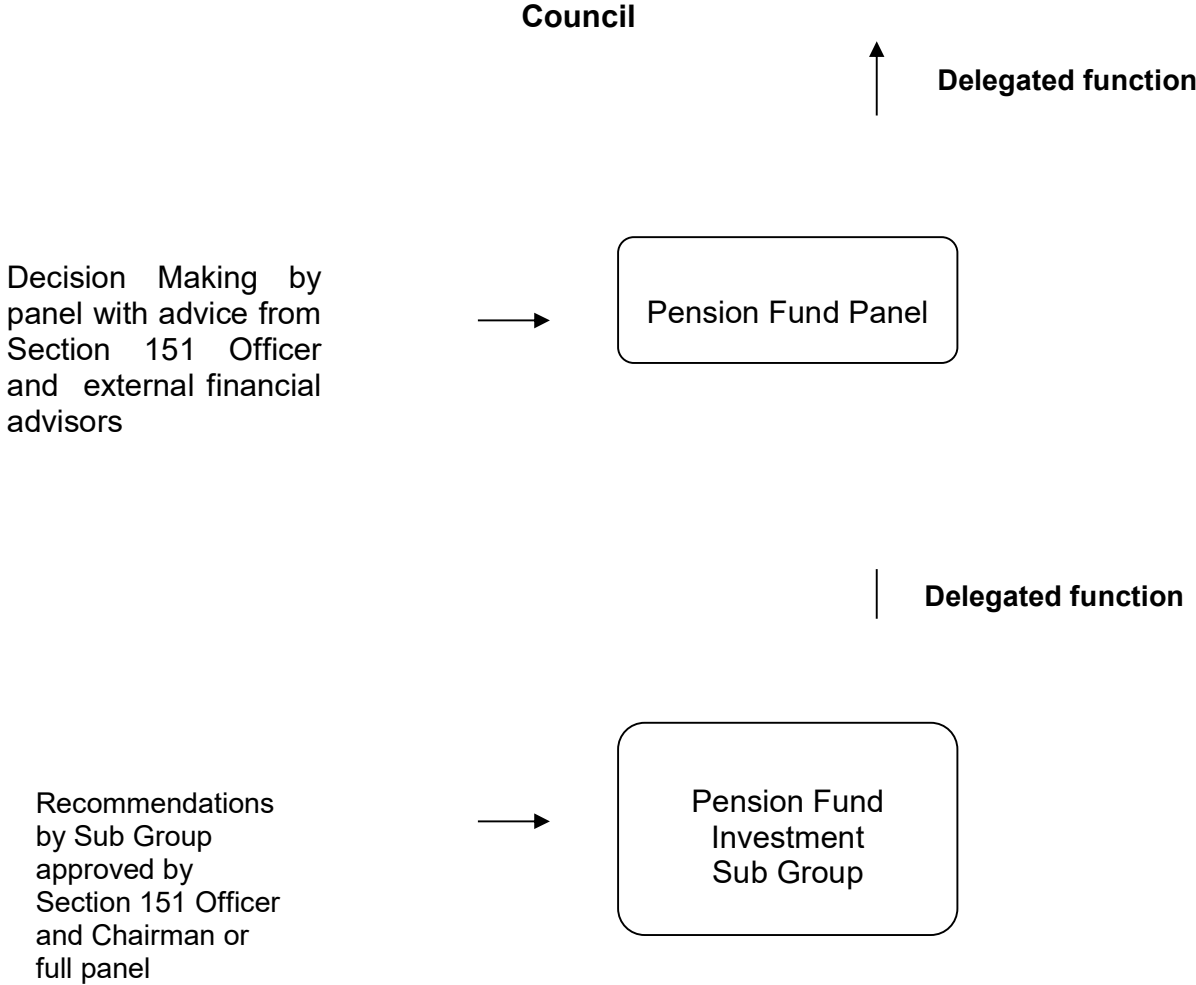 Council
Delegated function
Decision Making by
panel with advice from
Section 151 Officer
and external financial
advisors
Pension Fund Panel
Delegated function
Recommendations
by Sub Group
approved by
Section 151 Officer
and Chairman or
full panel
Pension Fund
Investment
Sub Group